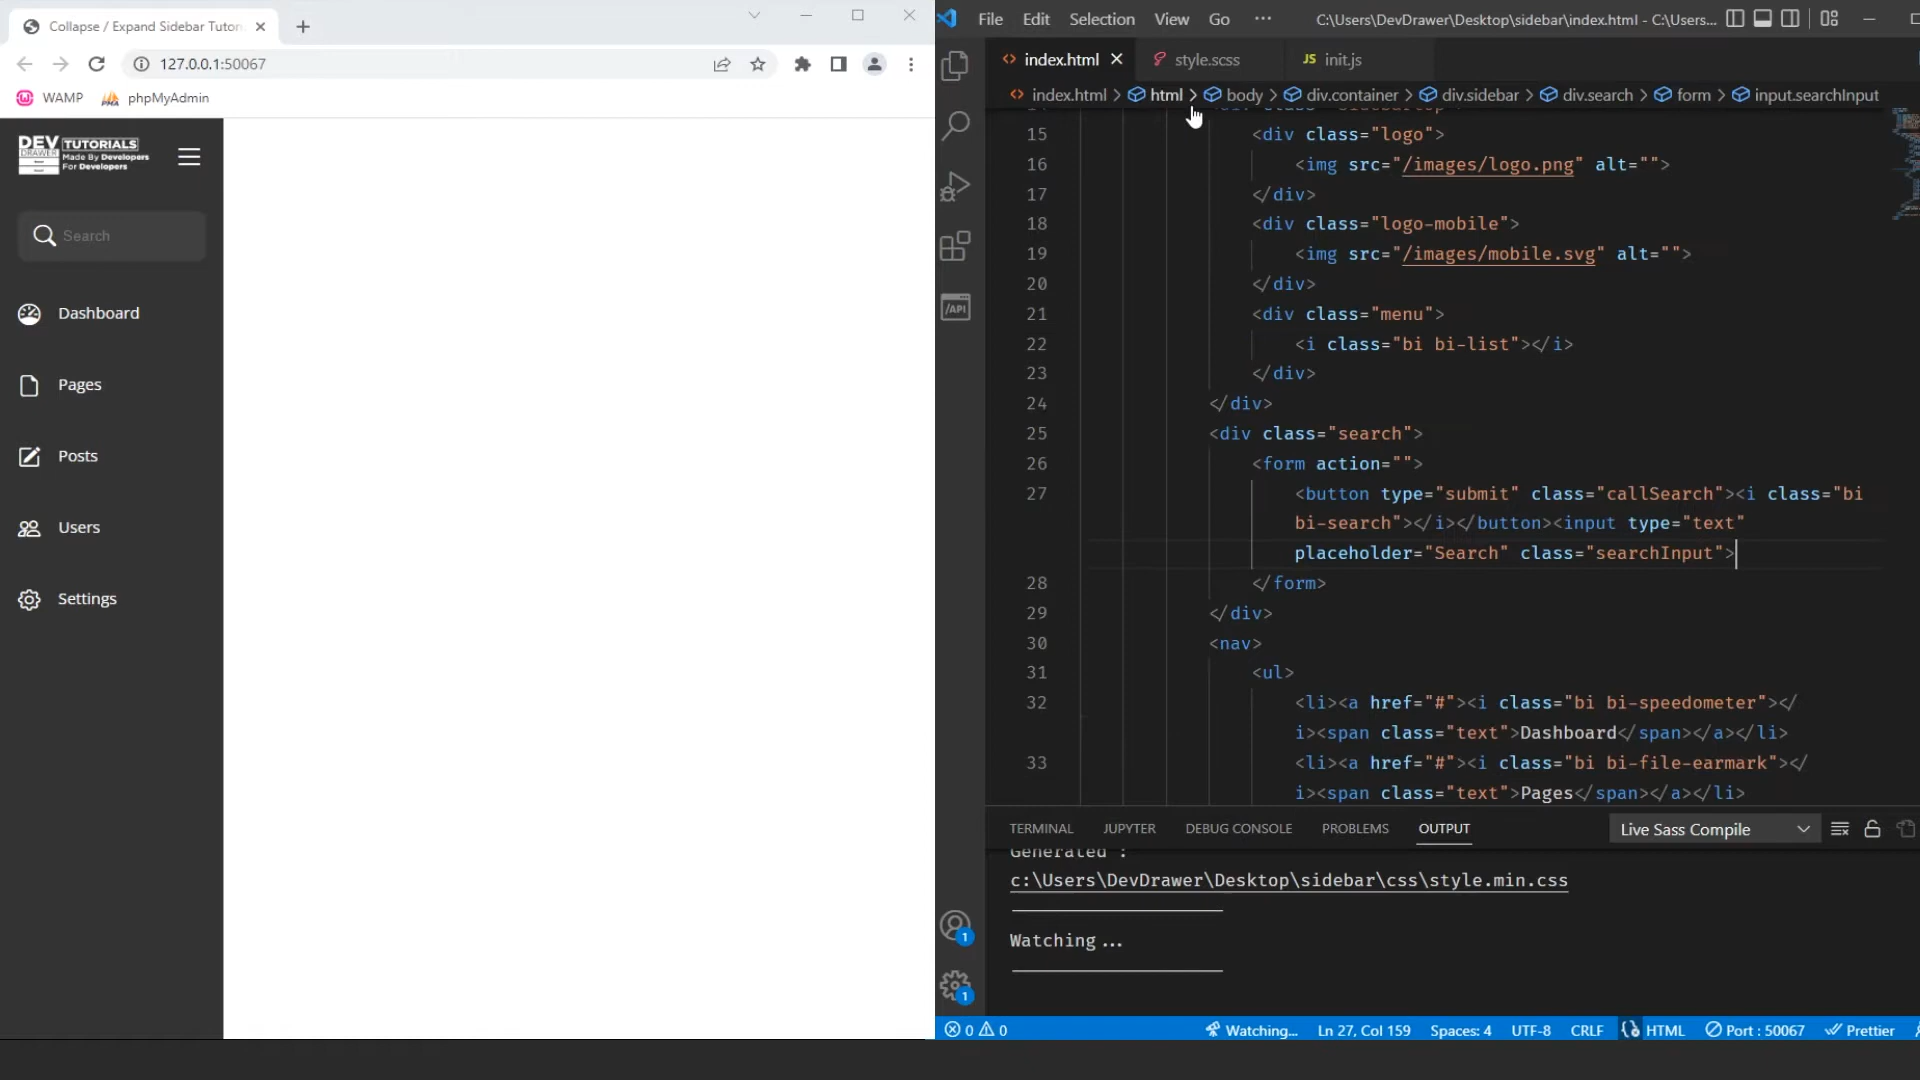 Collapse / Expand Sidebar Tutor
127.0.0.1:50067
WAMP
phpMyAdmin
DEV TUTORIALS
DRAWER Made By Developers
For Developers
Search
Dashboard
Pages
Posts
Users
Settings
File Edit Selection View Go ··· C:\Users\DevDrawer\Desktop\sidebar\index.html - C:\Users...
index.html style.scss JS init.js
index.html > html > body > div.container > div.sidebar > div.search > form > input.searchInput
15 <div class="logo">
16 <img src="/images/logo.png" alt="">
17 </div>
18 <div class="logo-mobile">
19 <img src="/images/mobile.svg" alt="">
20 </div>
21 <div class="menu">
22 <i class="bi bi-list"></i>
23 </div>
24 </div>
25 <div class="search">
26 <form action="">
27 <button type="submit" class="callSearch"><i class="bi
bi-search"></i></button><input type="text"
placeholder="Search" class="searchInput">
28 </form>
29 </div>
30 <nav>
31 <ul>
32 <li><a href="#"><i class="bi bi-speedometer"></
i><span class="text">Dashboard</span></a></li>
33 <li><a href="#"><i class="bi bi-file-earmark"></
i><span class="text">Pages</span></a></li>
/API
TERMINAL JUPYTER DEBUG CONSOLE PROBLEMS OUTPUT Live Sass Compile
Generated :
c:\Users\DevDrawer\Desktop\sidebar\css\style.min.css
Watching...
1
1
0 0 Watching... Ln 27, Col 159 Spaces: 4 UTF-8 CRLF HTML Port : 50067 Prettier